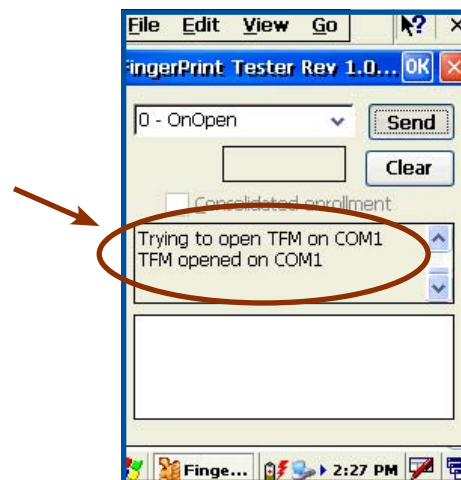 File Edit View Go
FingerPrint Tester Rev 1.0... OK
0 - OnOpen
Send
Clear
Consolidated enrollment
Trying to open TFM on COM1
TFM opened on COM1
Finge... 2:27 PM